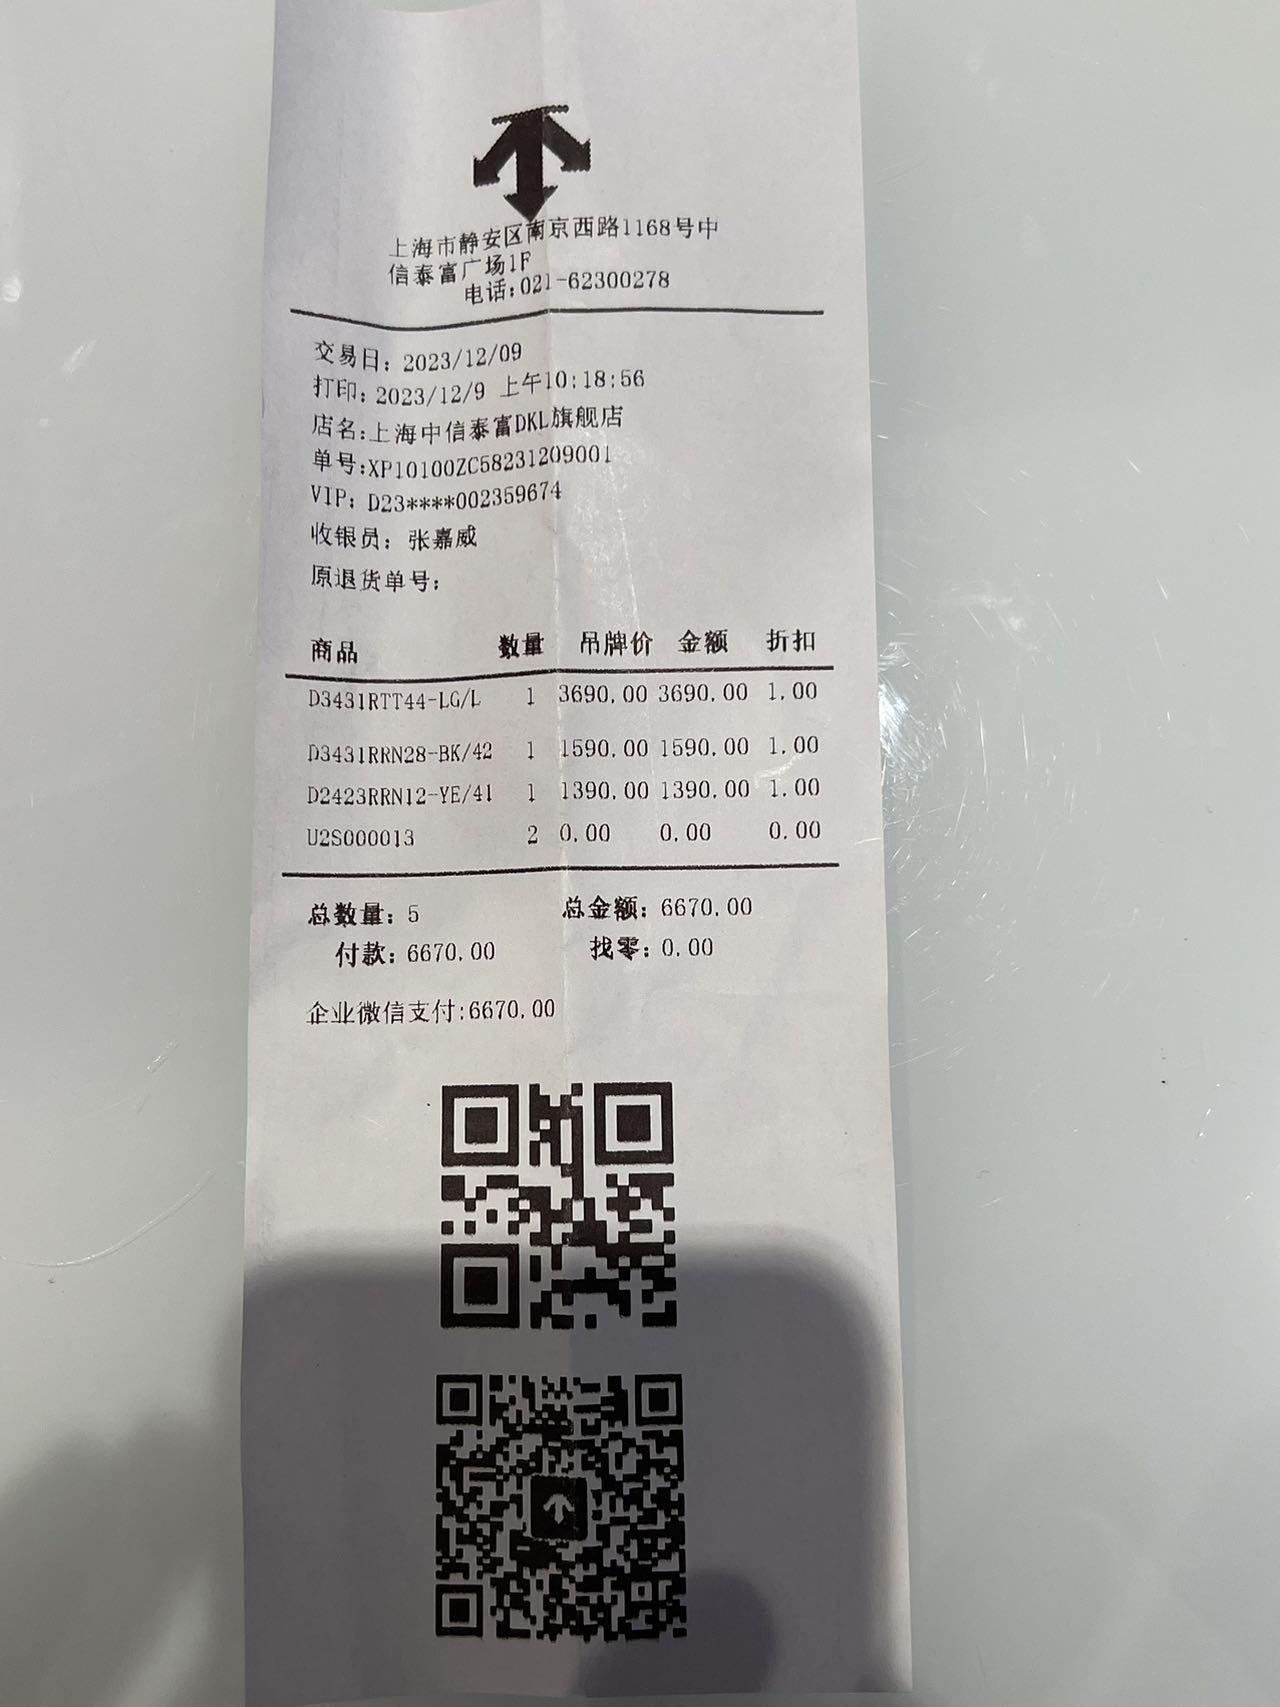 上海市静安区南京西路1168号中
信泰富广场1F
电话:021-62300278
交易日: 2023/12/09
打印: 2023/12/9 上午10:18:56
店名:上海中信泰富DKL旗舰店
单号:XP10100ZC58231209001
VIP: D23****002359674
收银员: 张嘉威
原退货单号:
商品 数量 吊牌价 金额 折扣
D3431RTT44-LG/L 1 3690.00 3690.00 1.00
D3431RRN28-BK/42 1 1590.00 1590.00 1.00
D2423RRN12-YE/41 1 1390.00 1390.00 1.00
U2S000013 2 0.00 0.00 0.00
总数量: 5 总金额: 6670.00
付款: 6670.00 找零: 0.00
企业微信支付:6670.00